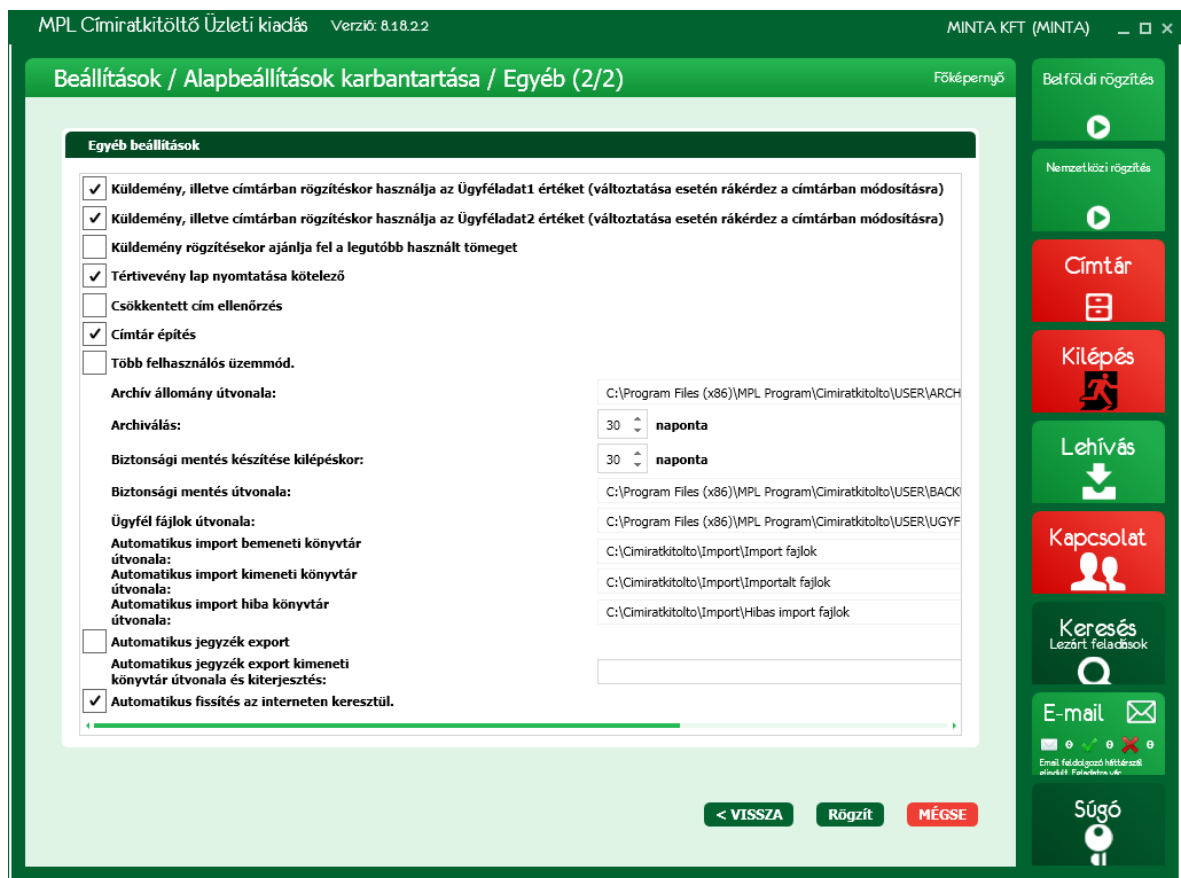 MPL Címiratkitöltő Üzleti kiadás Verzió: 8.18.2.2 MINTA KFT (MINTA)
Beállítások / Alapbeállítások karbantartása / Egyéb (2/2) Főképernyő
Egyéb beállítások
Küldemény, illetve címtárban rögzítéskor használja az Ügyféladat1 értéket (változtatása esetén rákérdez a címtárban módosításra)
Küldemény, illetve címtárban rögzítéskor használja az Ügyféladat2 értéket (változtatása esetén rákérdez a címtárban módosításra)
Küldemény rögzítésekor ajánlja fel a legutóbb használt tömeget
Tértivevény lap nyomtatása kötelező
Csökkentett cím ellenőrzés
Címtár építés
Több felhasználós üzemmód.
Archív állomány útvonala: C:\Program Files (x86)\MPL Program\Cimiratkitolto\USER\ARCH
Archiválás: 30 naponta
Biztonsági mentés készítése kilépéskor: 30 naponta
Biztonsági mentés útvonala: C:\Program Files (x86)\MPL Program\Cimiratkitolto\USER\BACK
Ügyfél fájlok útvonala: C:\Program Files (x86)\MPL Program\Cimiratkitolto\USER\UGYF
Automatikus import bemeneti könyvtár
útvonala: C:\Cimiratkitolto\Import\Import fajlok
Automatikus import kimeneti könyvtár
útvonala: C:\Cimiratkitolto\Import\Importalt fajlok
Automatikus import hiba könyvtár
útvonala: C:\Cimiratkitolto\Import\Hibas import fajlok
Automatikus jegyzék export
Automatikus jegyzék export kimeneti
könyvtár útvonala és kiterjesztés:
Automatikus fissítés az interneten keresztül.
< VISSZA Rögzít MÉGSE
Belföldi rögzítés
Nemzetközi rögzítés
Címtár
Kilépés
Lehívás
Kapcsolat
Keresés
Lezárt feladások
E-mail
0 0 0
Email feldolgozó háttérszál
elindult. Feladatra vár
Súgó